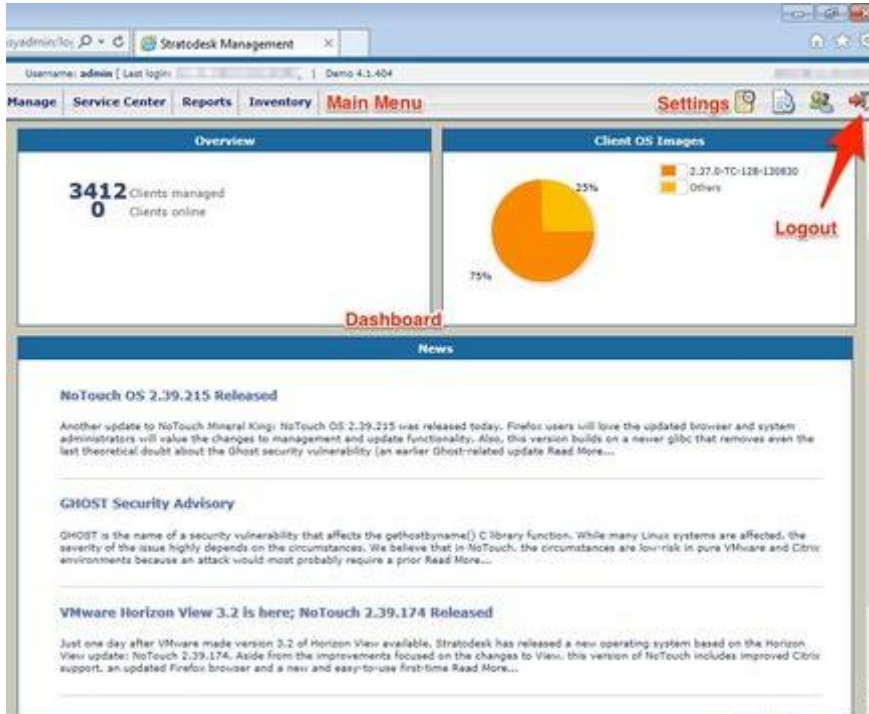 Stratodesk Management
Username: admin [ Last login: | Demo 4.1.404
Manage Service Center Reports Inventory Main Menu Settings
Overview
Client OS Images
3412 Clients managed
0 Clients online
25%
2.37.0-TC-128-130830
Others
75%
Logout
Dashboard
News
NoTouch OS 2.39.215 Released
Another update to NoTouch Mineral King: NoTouch OS 2.39.215 was released today. Firefox users will love the updated browser and system
administrators will value the changes to management and update functionality. Also, this version builds on a newer glibc that removes even the
last theoretical doubt about the Ghost security vulnerability (an earlier Ghost-related update Read More...
GHOST Security Advisory
GHOST is the name of a security vulnerability that affects the gethostbyname() C library function. While many Linux systems are affected, the
severity of the issue highly depends on the circumstances. We believe that in NoTouch, the circumstances are low-risk in pure VMware and Citrix
environments because an attack would most probably require a prior Read More...
VMware Horizon View 3.2 is here; NoTouch 2.39.174 Released
Just one day after VMware made version 3.2 of Horizon View available, Stratodesk has released a new operating system based on the Horizon
View update: NoTouch 2.39.174. Aside from the improvements focused on the changes to View, this version of NoTouch includes improved Citrix
support, an updated Firefox browser and a new and easy-to-use first-time Read More...